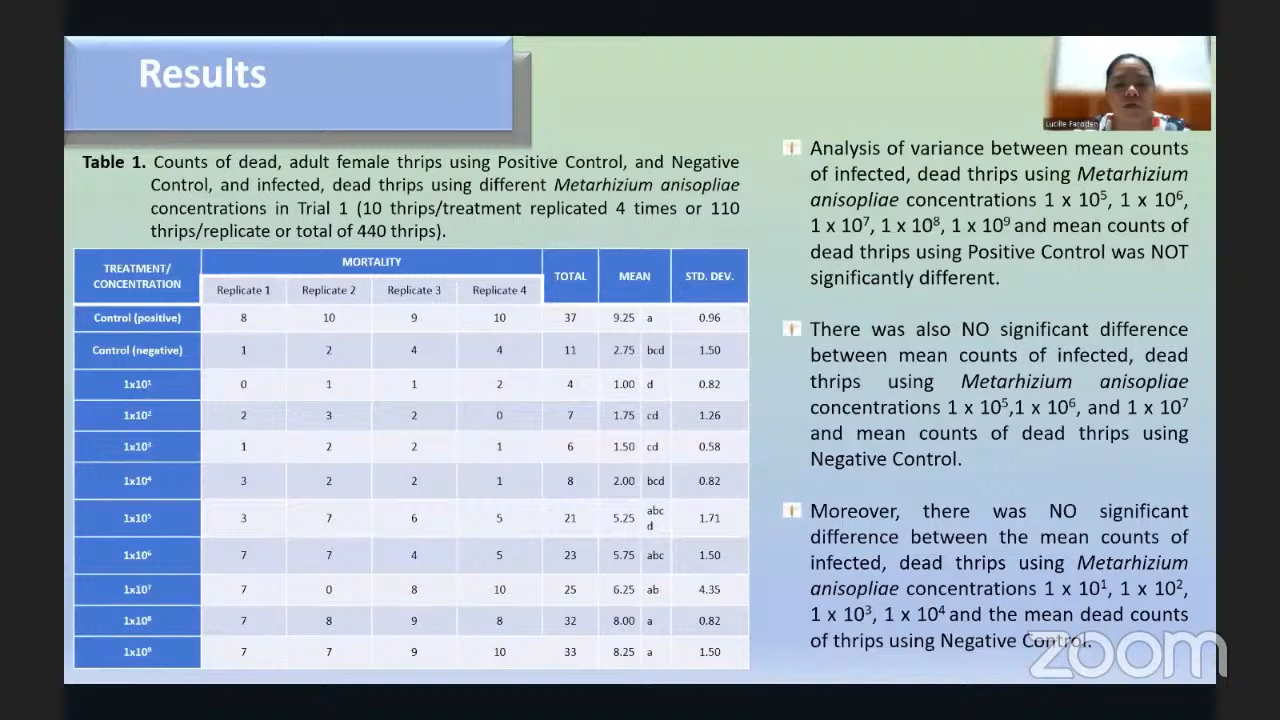 Results
Lucille Faroden
Table 1. Counts of dead, adult female thrips using Positive Control, and Negative
Control, and infected, dead thrips using different Metarhizium anisopliae
concentrations in Trial 1 (10 thrips/treatment replicated 4 times or 110
thrips/replicate or total of 440 thrips).
TREATMENT/ CONCENTRATION MORTALITY TOTAL MEAN STD. DEV.
Replicate 1 Replicate 2 Replicate 3 Replicate 4
Control (positive) 8 10 9 10 37 9.25 a 0.96
Control (negative) 1 2 4 4 11 2.75 bcd 1.50
1x10¹ 0 1 1 2 4 1.00 d 0.82
1x10² 2 3 2 0 7 1.75 cd 1.26
1x10³ 1 2 2 1 6 1.50 cd 0.58
1x10⁴ 3 2 2 1 8 2.00 bcd 0.82
1x10⁵ 3 7 6 5 21 5.25 abc d 1.71
1x10⁶ 7 7 4 5 23 5.75 abc 1.50
1x10⁷ 7 0 8 10 25 6.25 ab 4.35
1x10⁸ 7 8 9 8 32 8.00 a 0.82
1x10⁹ 7 7 9 10 33 8.25 a 1.50
Analysis of variance between mean counts
of infected, dead thrips using Metarhizium
anisopliae concentrations 1 x 10⁵, 1 x 10⁶,
1 x 10⁷, 1 x 10⁸, 1 x 10⁹ and mean counts of
dead thrips using Positive Control was NOT
significantly different.
There was also NO significant difference
between mean counts of infected, dead
thrips using Metarhizium anisopliae
concentrations 1 x 10⁵,1 x 10⁶, and 1 x 10⁷
and mean counts of dead thrips using
Negative Control.
Moreover, there was NO significant
difference between the mean counts of
infected, dead thrips using Metarhizium
anisopliae concentrations 1 x 10¹, 1 x 10²,
1 x 10³, 1 x 10⁴ and the mean dead counts
of thrips using Negative Control.
zoom